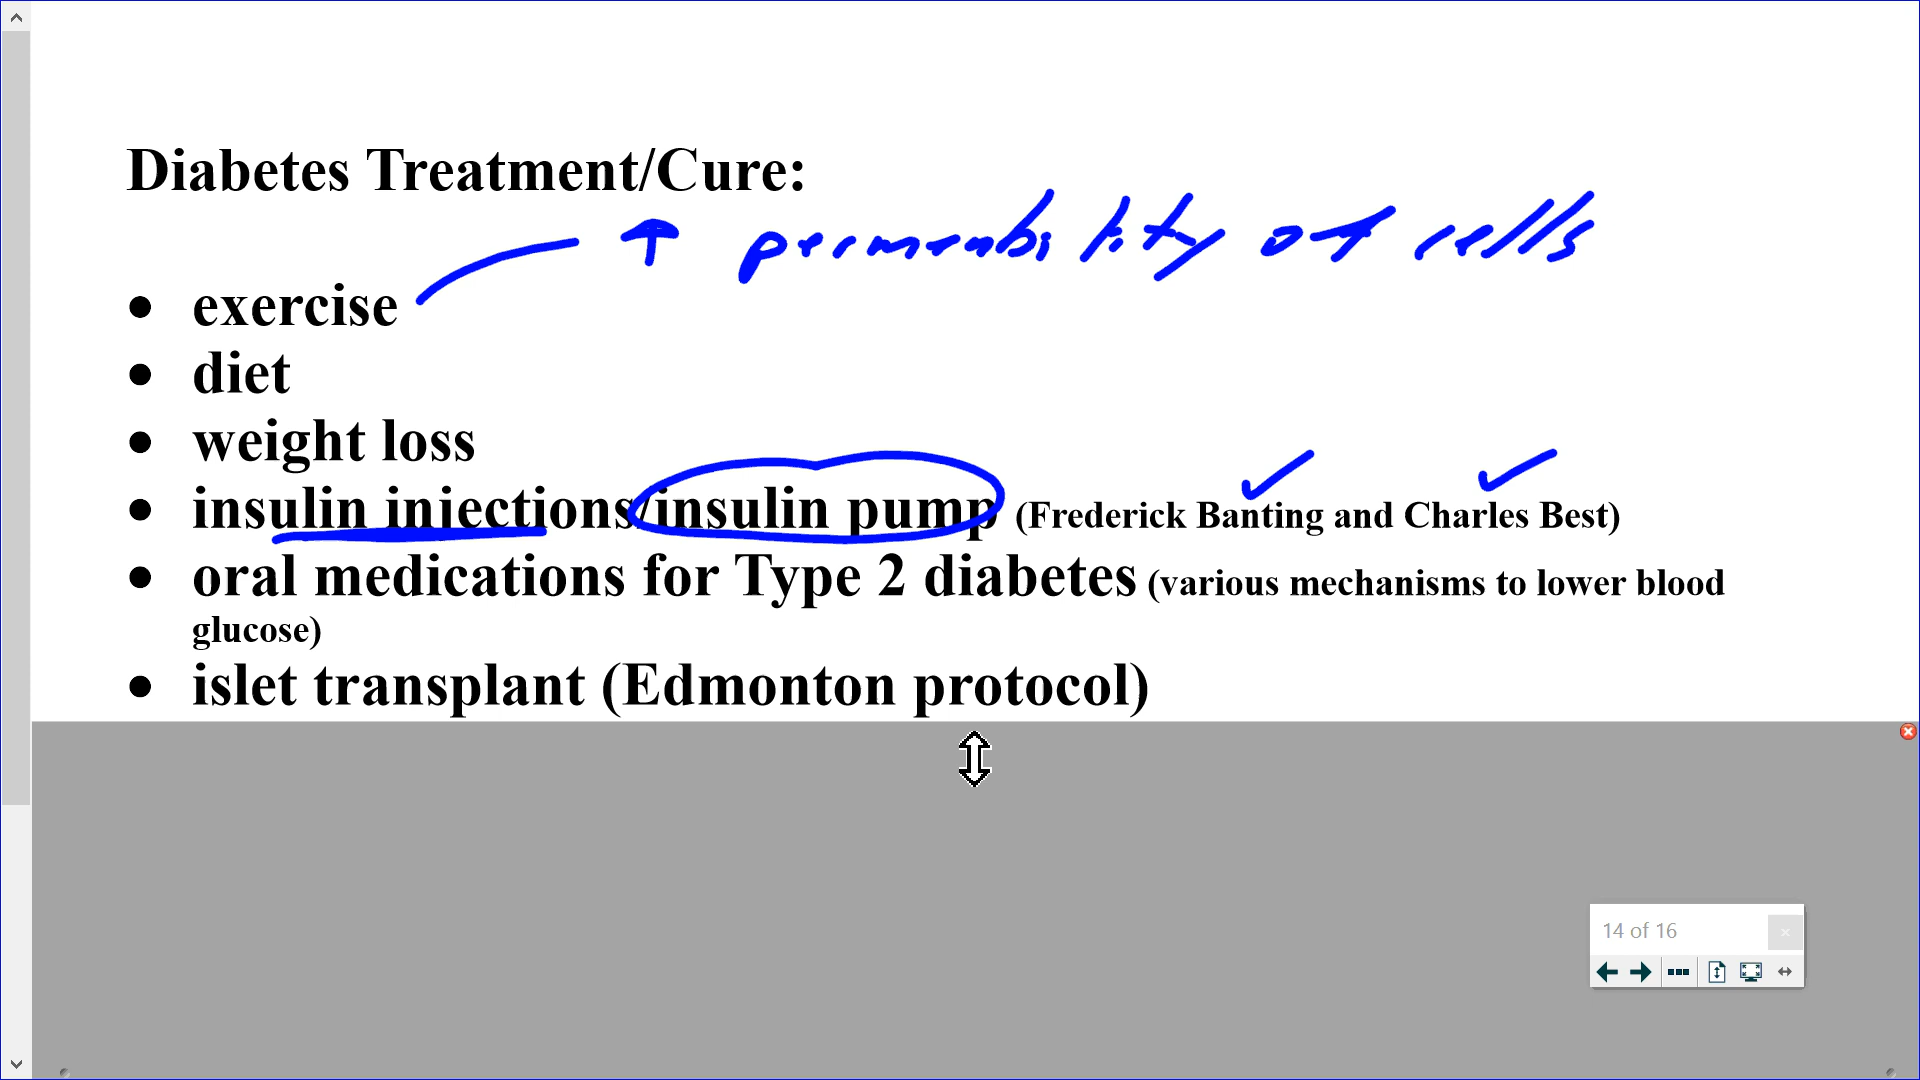 Diabetes Treatment/Cure:
↑ permeability of cells
• exercise
• diet
• weight loss
• insulin injections/insulin pump (Frederick Banting and Charles Best)
• oral medications for Type 2 diabetes (various mechanisms to lower blood
glucose)
• islet transplant (Edmonton protocol)
14 of 16